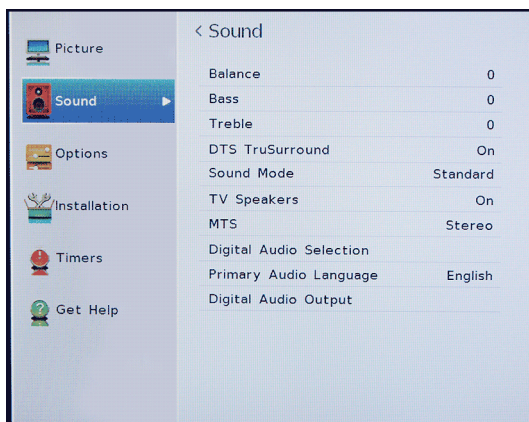 < Sound
Picture
Sound
Options
Installation
Timers
Get Help
Balance 0
Bass 0
Treble 0
DTS TruSurround On
Sound Mode Standard
TV Speakers On
MTS Stereo
Digital Audio Selection
Primary Audio Language English
Digital Audio Output